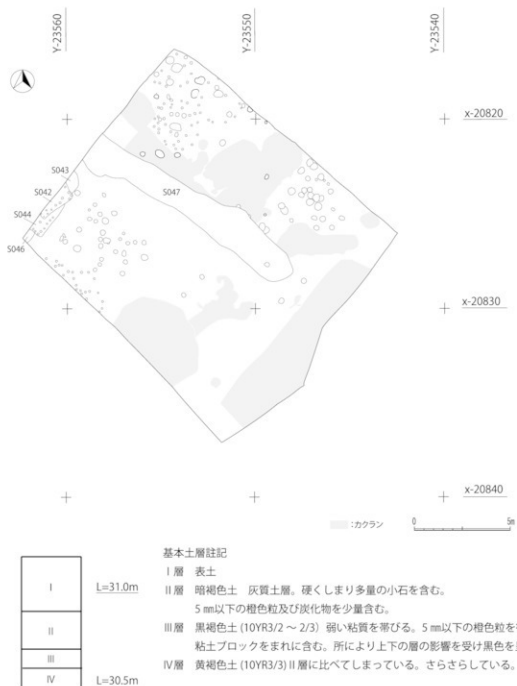 Y-23560
Y-23550
Y-23540
x-20820
S043
S042
S047
S044
S046
x-20830
x-20840
:カクラン
0
5m
基本土層註記
Ⅰ
L=31.0m
Ⅰ層 表土
Ⅱ層 暗褐色土 灰質土層。硬くしまり多量の小石を含む。
5㎜以下の橙色粒及び炭化物を少量含む。
Ⅱ
Ⅲ層 黒褐色土 (10YR3/2 ~ 2/3) 弱い粘質を帯びる。5㎜以下の橙色粒を
粘土ブロックをまれに含む。所により上下の層の影響を受け黒色を
Ⅲ
Ⅳ層 黄褐色土 (10YR3/3) Ⅱ層に比べてしまっている。さらさらしている。
Ⅳ
L=30.5m